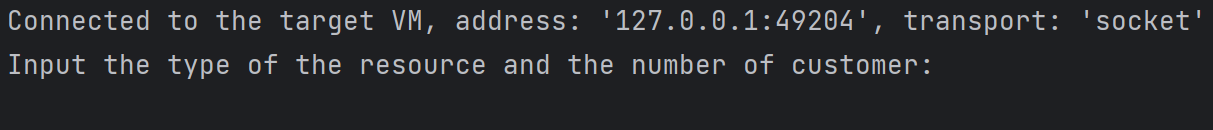 Connected to the target VM, address: '127.0.0.1:49204', transport: 'socket'
Input the type of the resource and the number of customer: